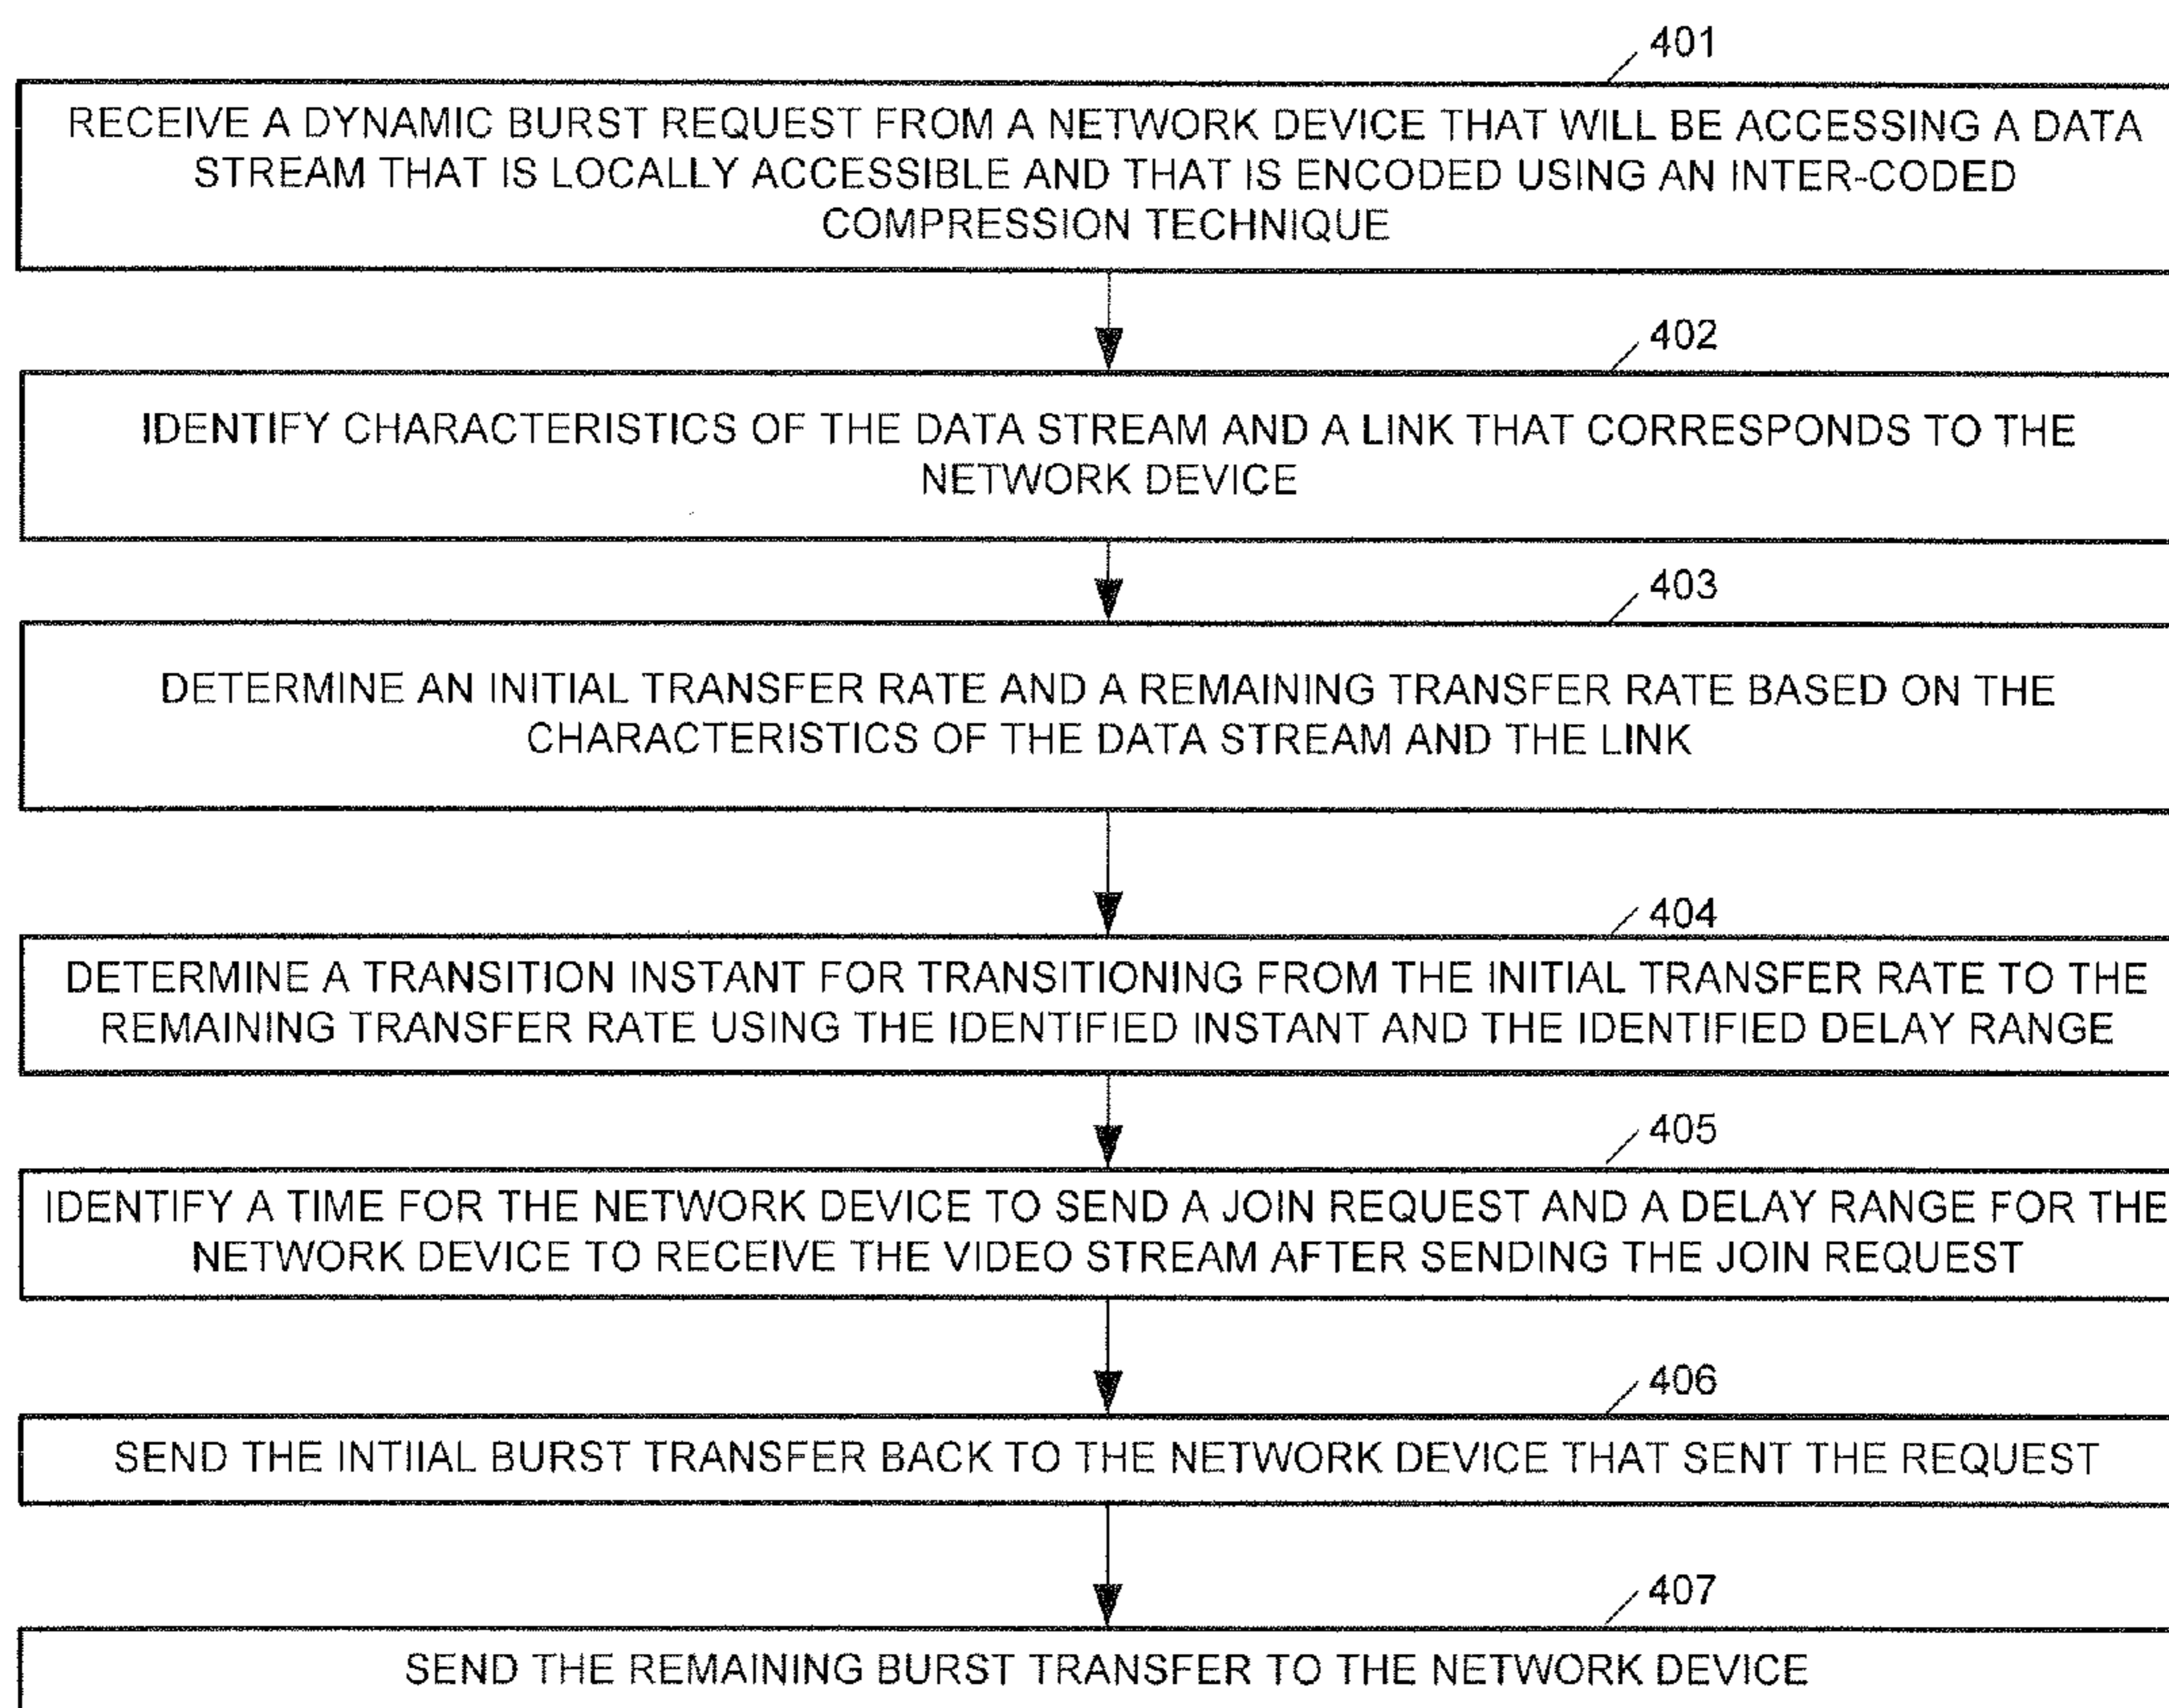 401
RECEIVE A DYNAMIC BURST REQUEST FROM A NETWORK DEVICE THAT WILL BE ACCESSING A DATA
STREAM THAT IS LOCALLY ACCESSIBLE AND THAT IS ENCODED USING AN INTER-CODED
COMPRESSION TECHNIQUE
402
IDENTIFY CHARACTERISTICS OF THE DATA STREAM AND A LINK THAT CORRESPONDS TO THE
NETWORK DEVICE
403
DETERMINE AN INITIAL TRANSFER RATE AND A REMAINING TRANSFER RATE BASED ON THE
CHARACTERISTICS OF THE DATA STREAM AND THE LINK
404
DETERMINE A TRANSITION INSTANT FOR TRANSITIONING FROM THE INITIAL TRANSFER RATE TO THE
REMAINING TRANSFER RATE USING THE IDENTIFIED INSTANT AND THE IDENTIFIED DELAY RANGE
405
IDENTIFY A TIME FOR THE NETWORK DEVICE TO SEND A JOIN REQUEST AND A DELAY RANGE FOR THE
NETWORK DEVICE TO RECEIVE THE VIDEO STREAM AFTER SENDING THE JOIN REQUEST
406
SEND THE INTIIAL BURST TRANSFER BACK TO THE NETWORK DEVICE THAT SENT THE REQUEST
407
SEND THE REMAINING BURST TRANSFER TO THE NETWORK DEVICE